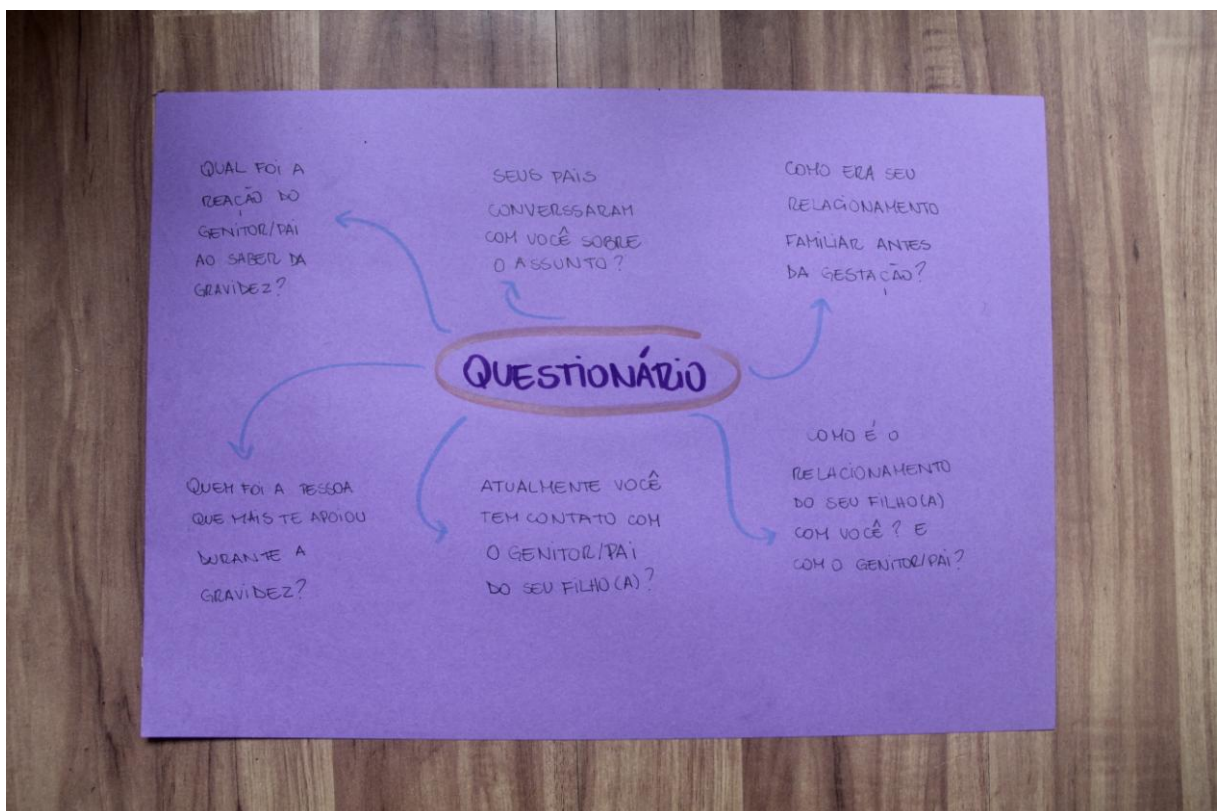 QUAL FOI A
REAÇÃO DO
GENITOR/PAI
AO SABER DA
GRAVIDEZ?
SEUS PAIS
CONVERSSARAM
COM VOCÊ SOBRE
O ASSUNTO?
COMO ERA SEU
RELACIONAMENTO
FAMILIAR ANTES
DA GESTAÇÃO?
QUESTIONÁRIO
QUEM FOI A PESSOA
QUE MAIS TE APOIOU
DURANTE A
GRAVIDEZ?
ATUALMENTE VOCÊ
TEM CONTATO COM
O GENITOR/PAI
DO SEU FILHO(A)?
COMO É O
RELACIONAMENTO
DO SEU FILHO(A)
COM VOCÊ? E
COM O GENITOR/PAI?